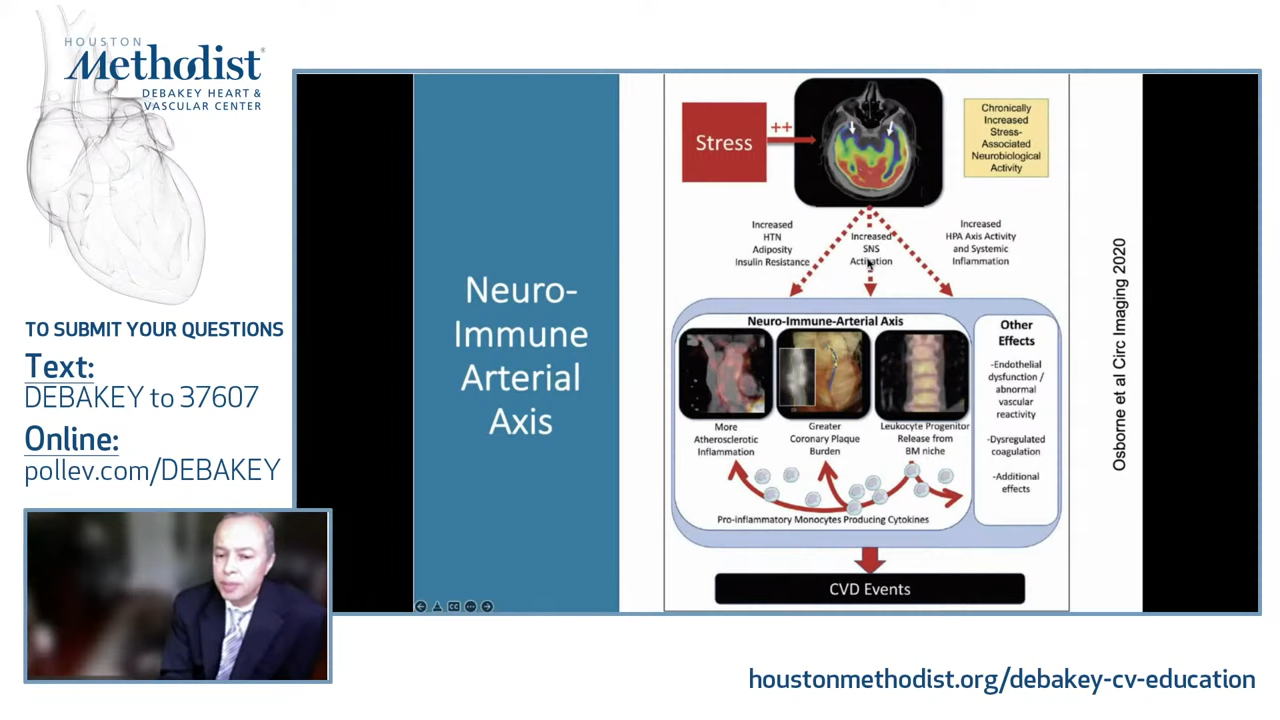 HOUSTON
Methodist®
DEBAKEY HEART &
VASCULAR CENTER
TO SUBMIT YOUR QUESTIONS
Text:
DEBAKEY to 37607
Online:
pollev.com/DEBAKEY
Neuro-
Immune
Arterial
Axis
Stress
++
Chronically
Increased
Stress-
Associated
Neurobiological
Activity
Increased
HTN
Adiposity
Insulin Resistance
Increased
SNS
Activation
Increased
HPA Axis Activity
and Systemic
Inflammation
Neuro-Immune-Arterial Axis
More
Atherosclerotic
Inflammation
Greater
Coronary Plaque
Burden
Leukocyte Progenitor
Release from
BM niche
Pro-inflammatory Monocytes Producing Cytokines
Other
Effects
-Endothelial
dysfunction /
abnormal
vascular
reactivity
-Dysregulated
coagulation
-Additional
effects
CVD Events
Osborne et al Circ Imaging 2020
houstonmethodist.org/debakey-cv-education